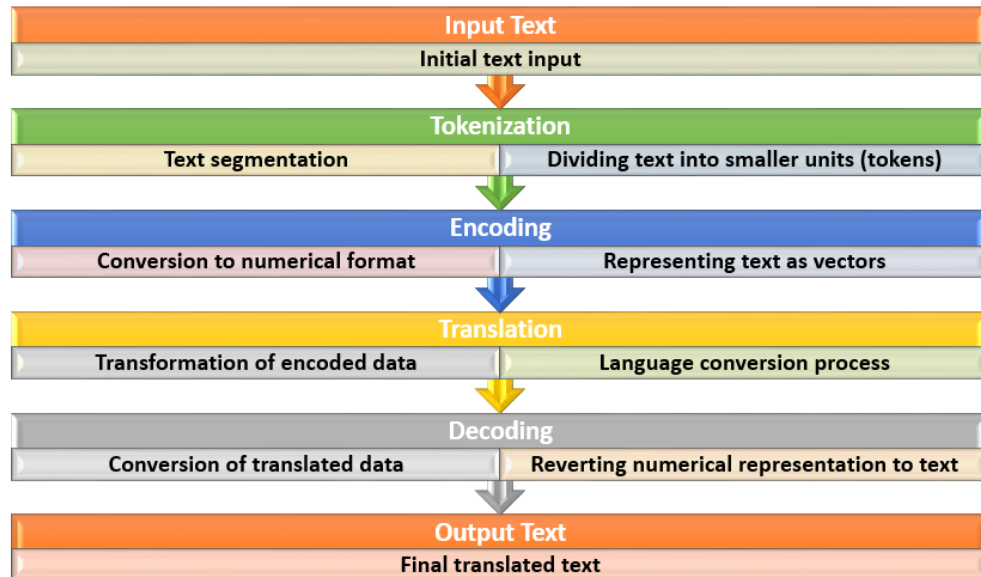 Input Text
Initial text input
Tokenization
Text segmentation
Dividing text into smaller units (tokens)
Encoding
Conversion to numerical format
Representing text as vectors
Translation
Transformation of encoded data
Language conversion process
Decoding
Conversion of translated data
Reverting numerical representation to text
Output Text
Final translated text